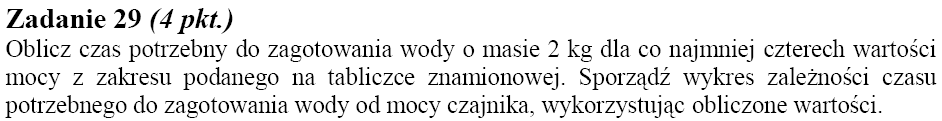 Zadanie 29 (4 pkt.)
Oblicz czas potrzebny do zagotowania wody o masie 2 kg dla co najmniej czterech wartości
mocy z zakresu podanego na tabliczce znamionowej. Sporządź wykres zależności czasu
potrzebnego do zagotowania wody od mocy czajnika, wykorzystując obliczone wartości.